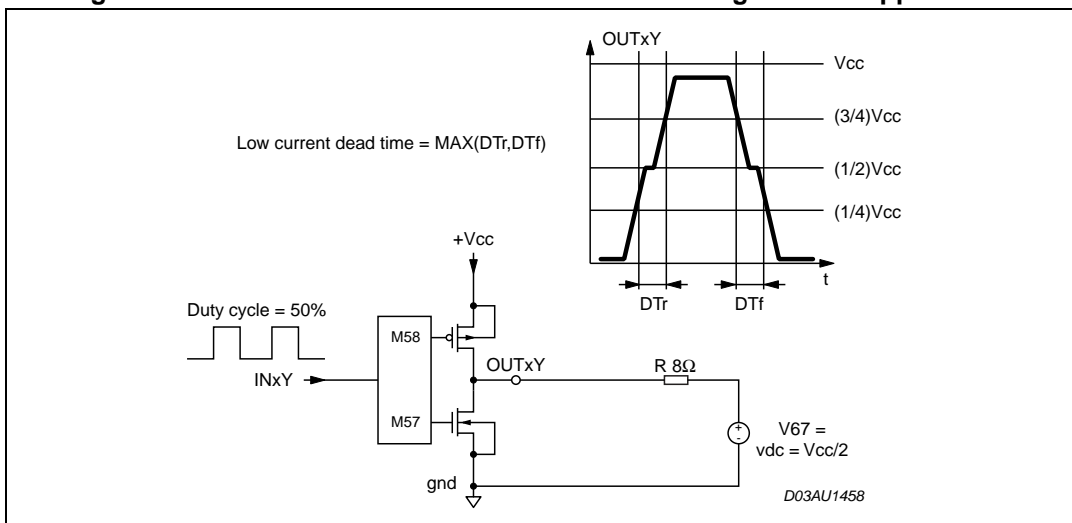 OUTxY
Vcc
(3/4)Vcc
Low current dead time = MAX(DTr,DTf)
(1/2)Vcc
(1/4)Vcc
+Vcc
t
DTr
DTf
Duty cycle = 50%
M58
OUTxY
R 8Ω
INxY
M57
+
-
V67 =
vdc = Vcc/2
gnd
D03AU1458